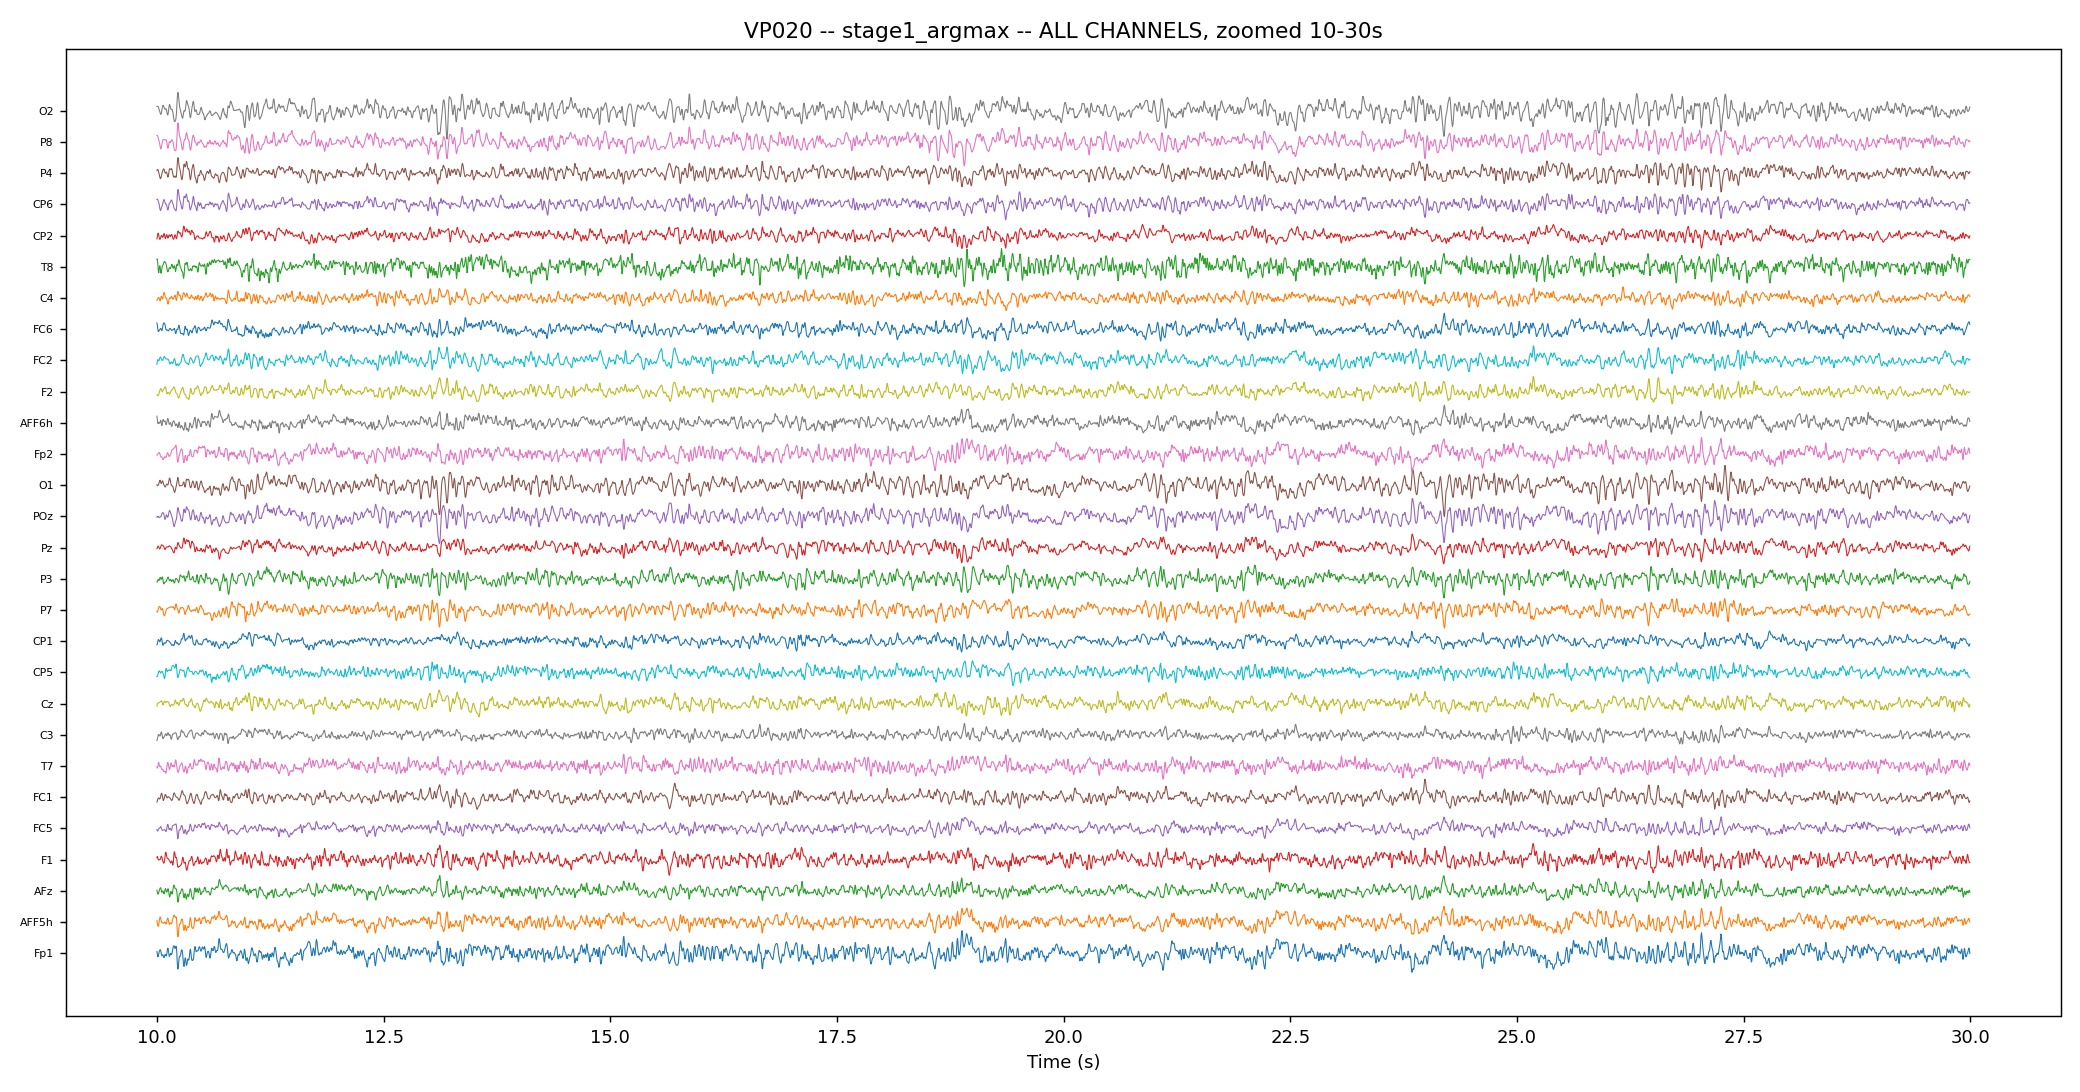 VP020 -- stage1_argmax -- ALL CHANNELS, zoomed 10-30s
O2
P8
P4
CP6
CP2
T8
C4
FC6
FC2
F2
AFF6h
Fp2
O1
POz
Pz
P3
P7
CP1
CP5
Cz
C3
T7
FC1
FC5
F1
AFz
AFF5h
Fp1
10.0 12.5 15.0 17.5 20.0 22.5 25.0 27.5 30.0
Time (s)